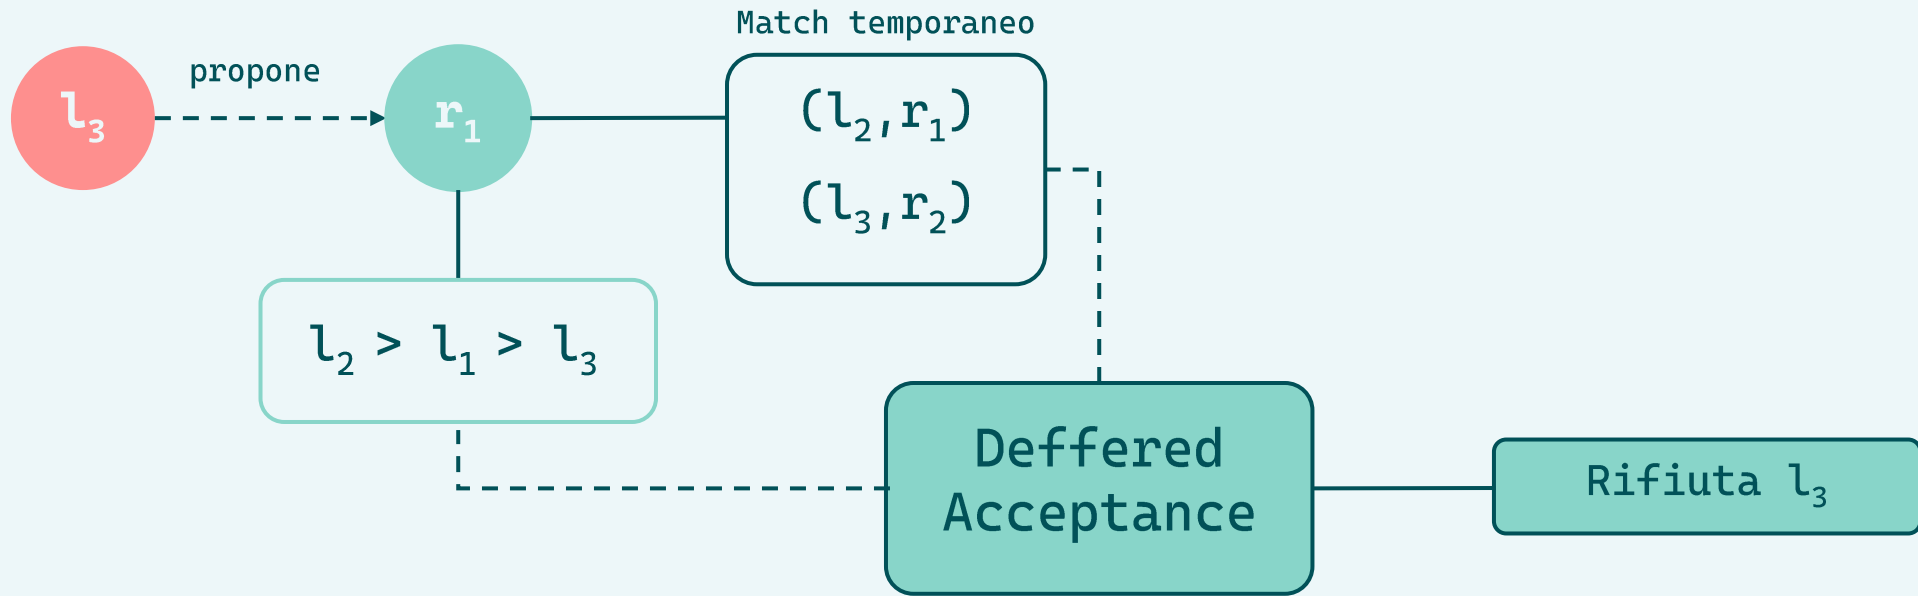 Match temporaneo
propone
l₃
r₁
(l₂,r₁)
(l₃,r₂)
l₂ > l₁ > l₃
Deffered
Acceptance
Rifiuta l₃